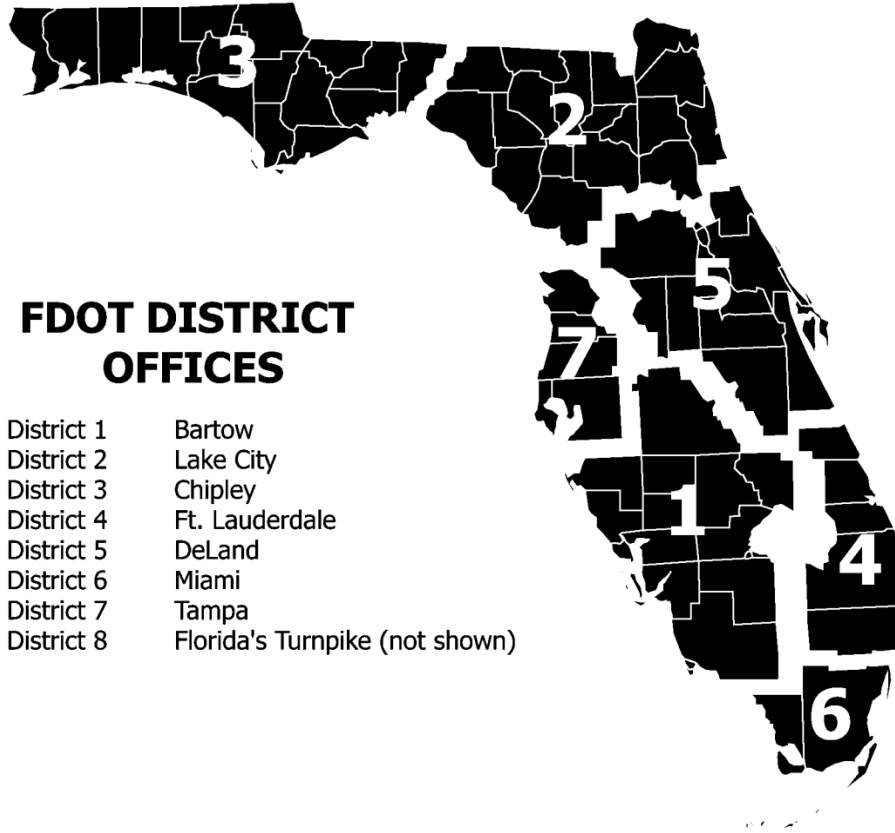 3
2
5
7
1
4
6
FDOT DISTRICT
OFFICES
District 1 Bartow
District 2 Lake City
District 3 Chipley
District 4 Ft. Lauderdale
District 5 DeLand
District 6 Miami
District 7 Tampa
District 8 Florida's Turnpike (not shown)